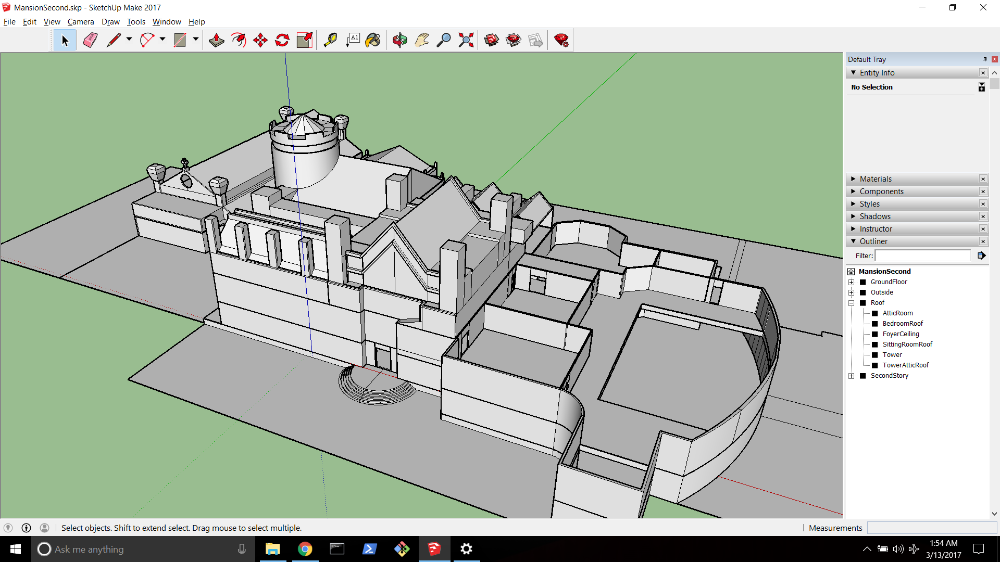 MansionSecond.skp - SketchUp Make 2017
File Edit View Camera Draw Tools Window Help
A1
Default Tray
Entity Info
No Selection
Materials
Components
Styles
Shadows
Instructor
Outliner
Filter:
MansionSecond
GroundFloor
Outside
Roof
AtticRoom
BedroomRoof
FoyerCeiling
SittingRoomRoof
Tower
TowerAtticRoof
SecondStory
Select objects. Shift to extend select. Drag mouse to select multiple.
Measurements
Ask me anything
1:54 AM
3/13/2017